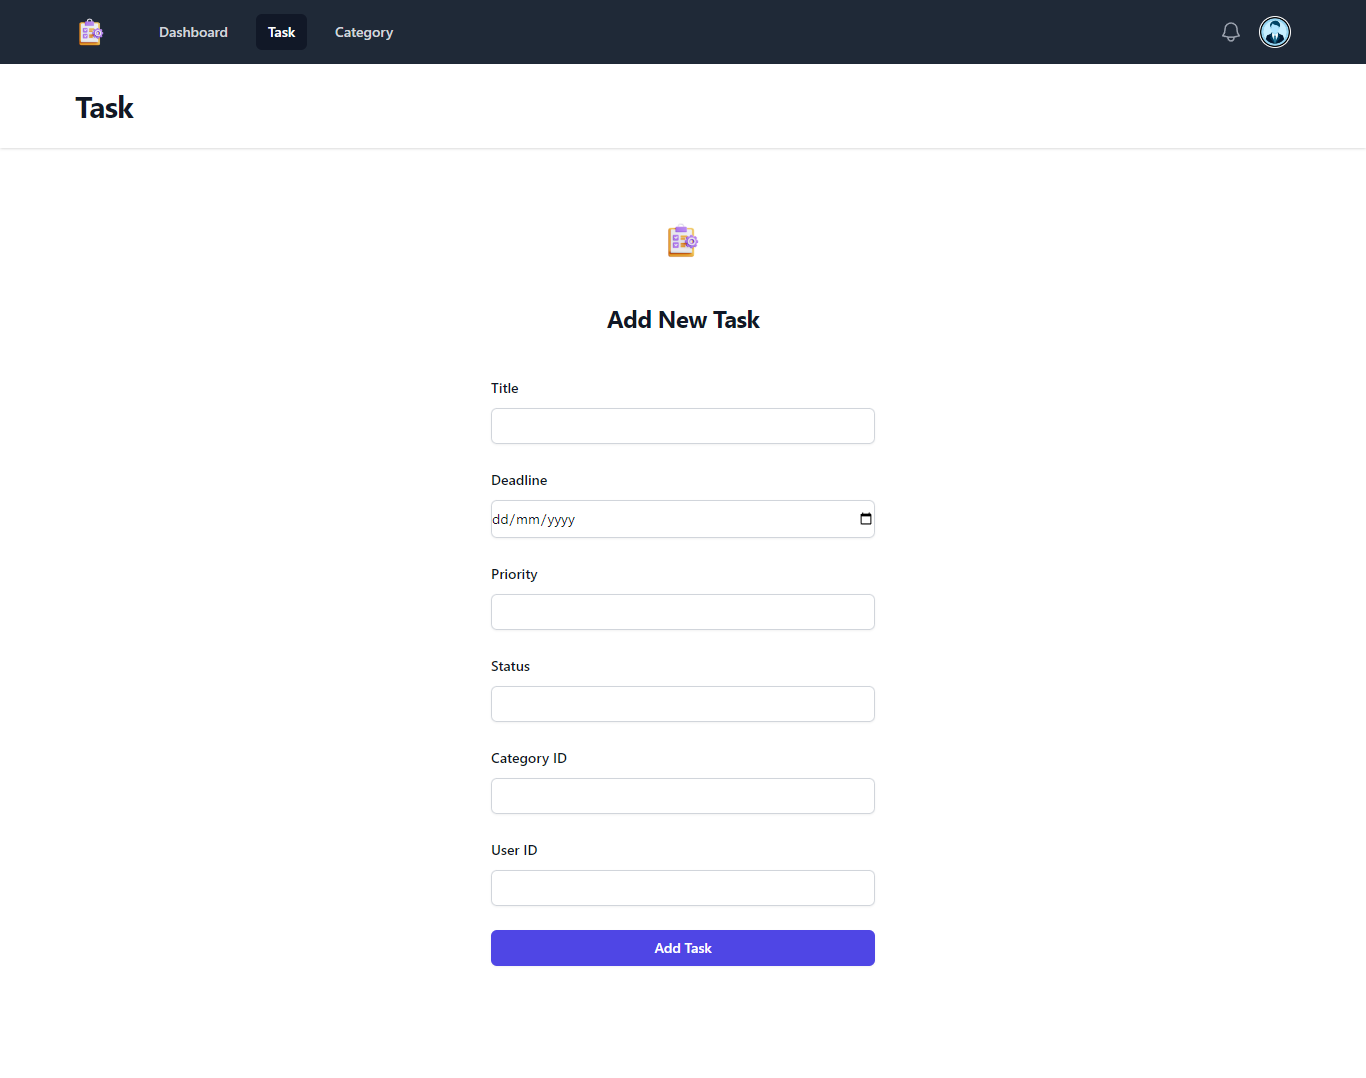 Dashboard Task Category
Task
Add New Task
Title
Deadline
dd/mm/yyyy
Priority
Status
Category ID
User ID
Add Task